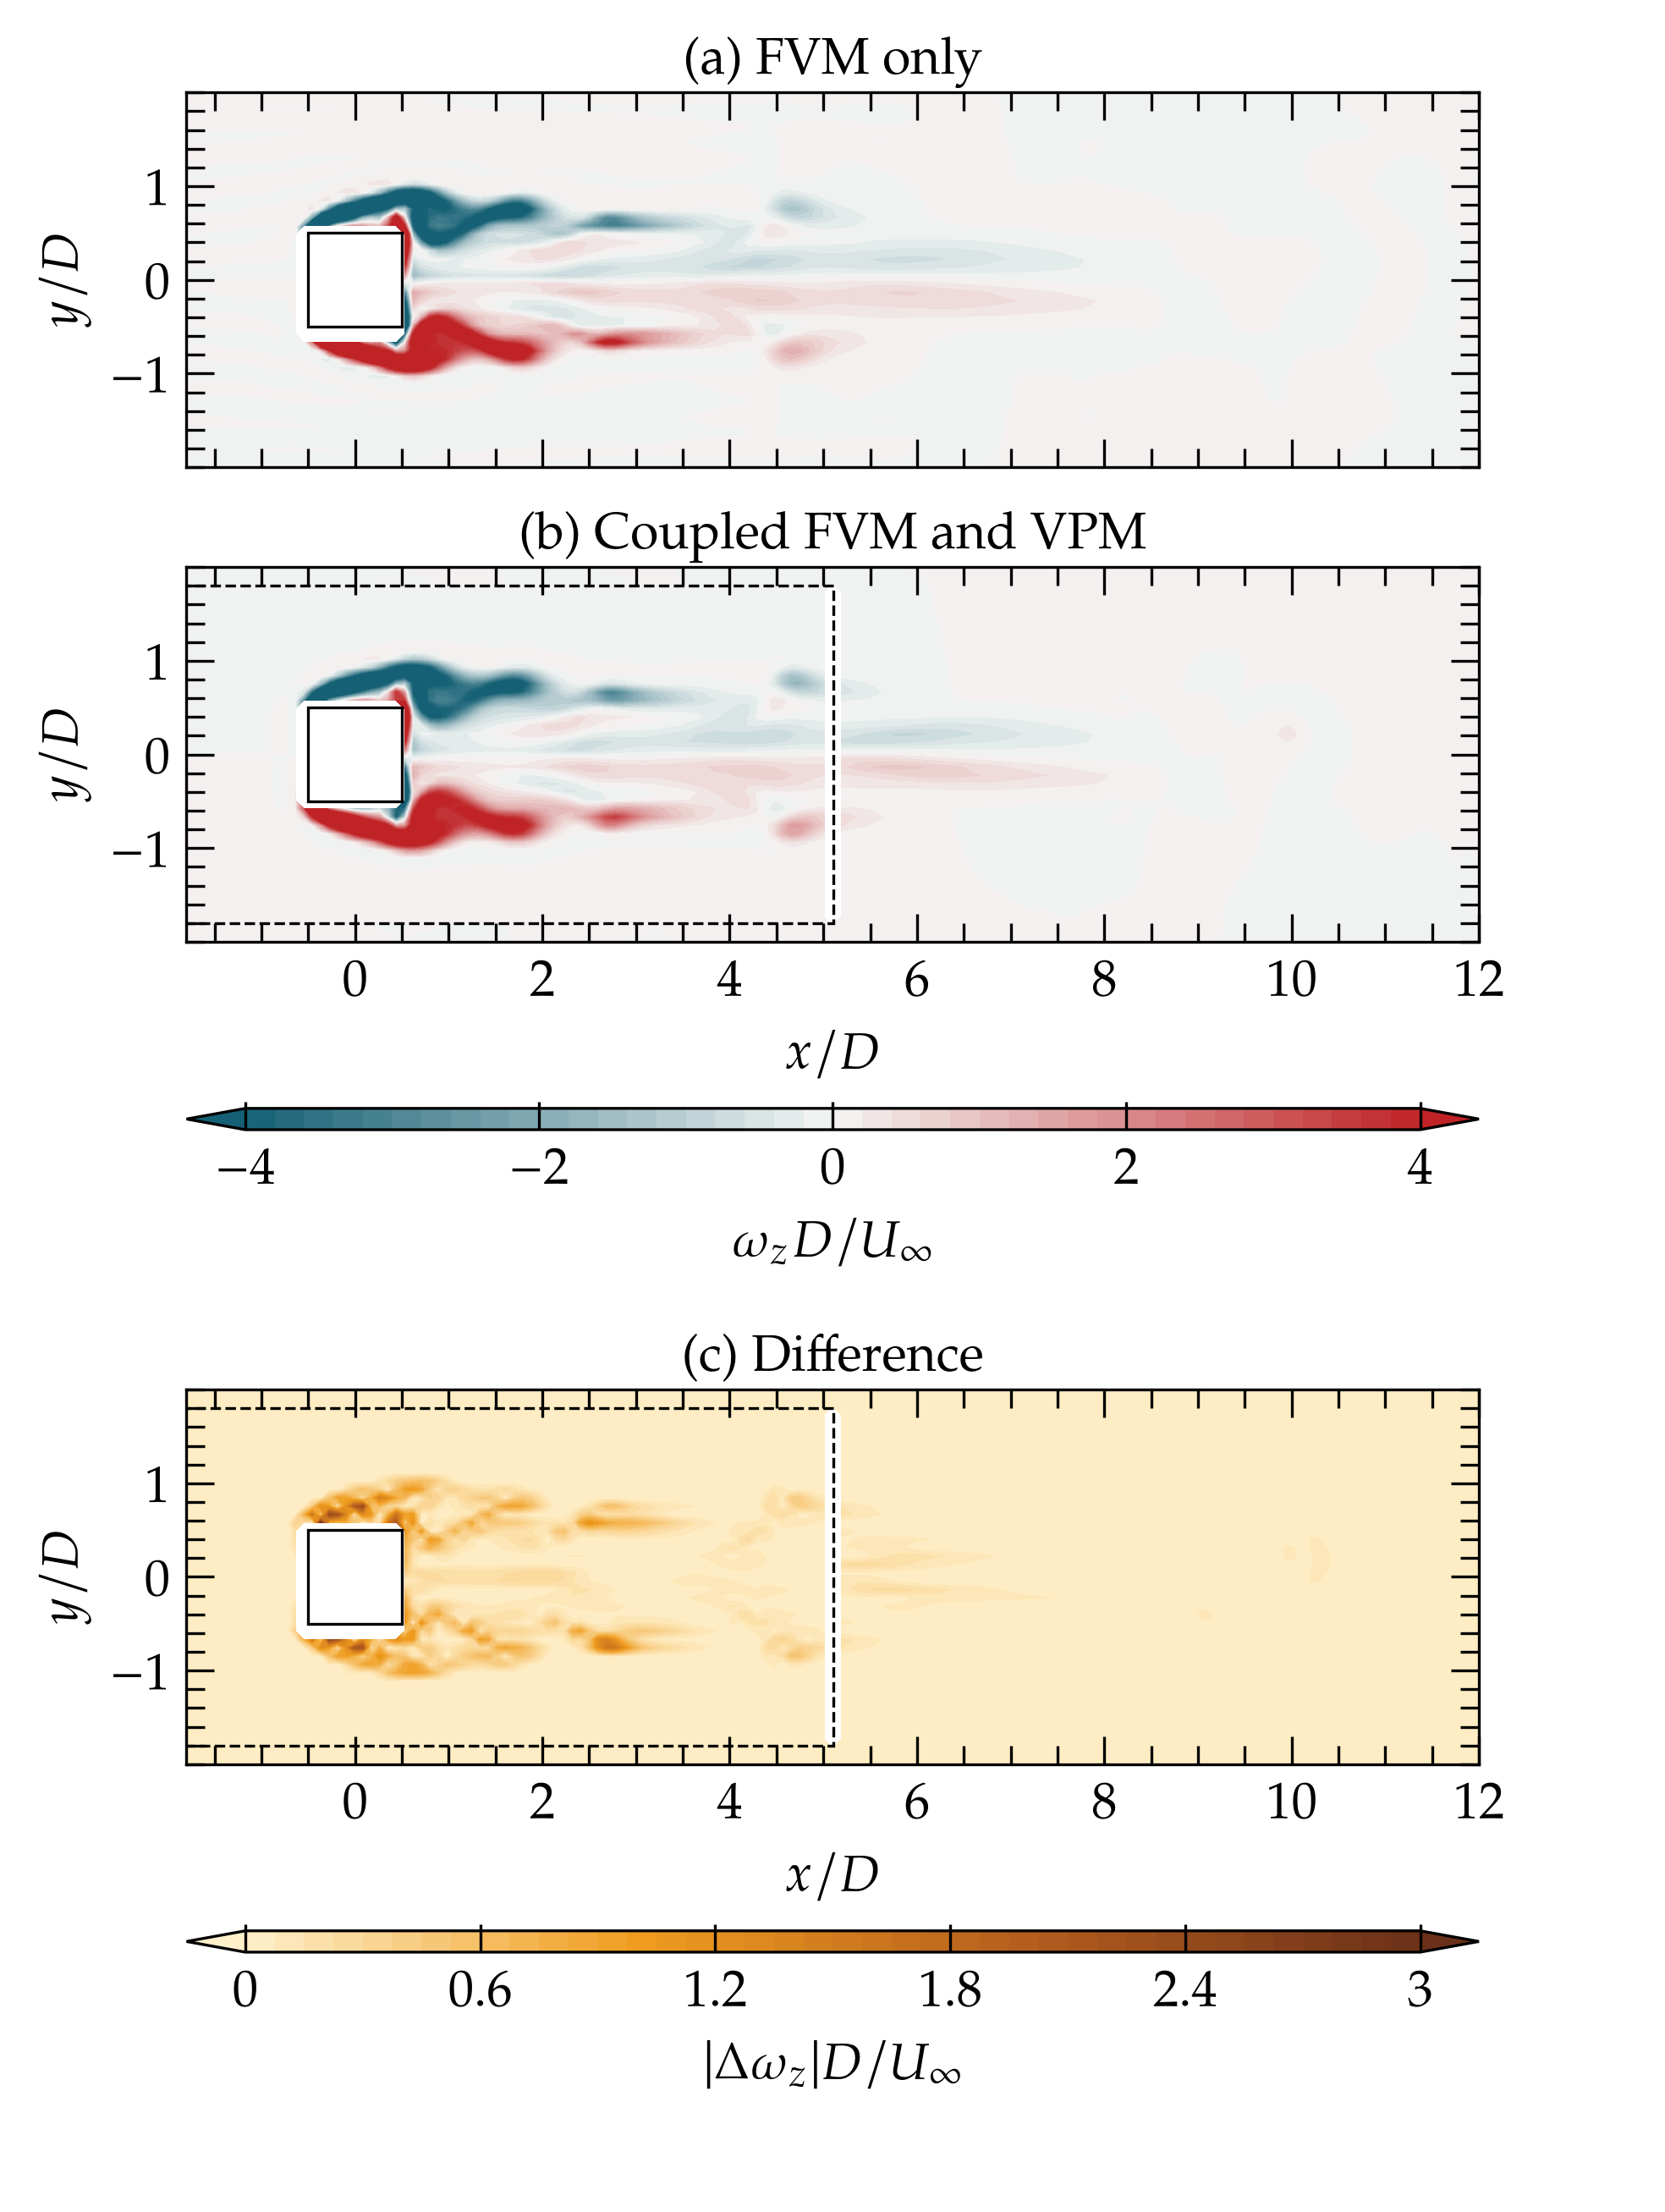 (a) FVM only
y/D
1
0
−1
(b) Coupled FVM and VPM
y/D
1
0
−1
0 2 4 6 8 10 12
x/D
−4 −2 0 2 4
ω_z D/U_∞
(c) Difference
y/D
1
0
−1
0 2 4 6 8 10 12
x/D
0 0.6 1.2 1.8 2.4 3
|Δω_z|D/U_∞